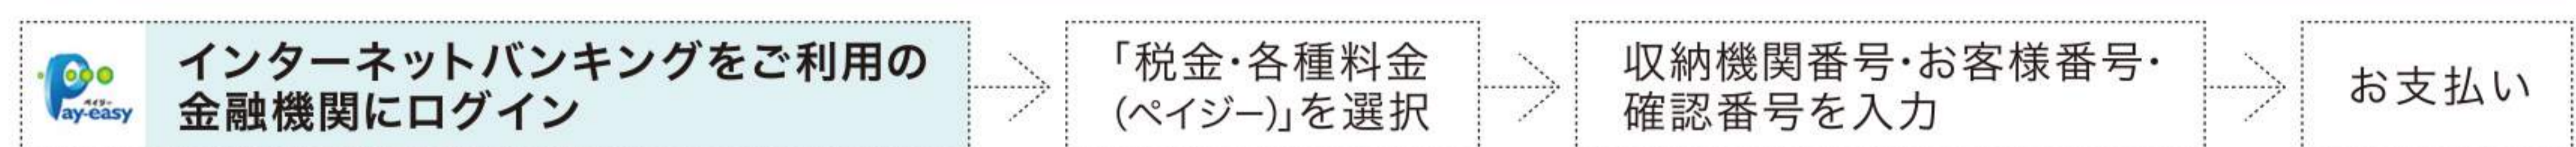 ペイジー
Pay-easy
インターネットバンキングをご利用の
金融機関にログイン
「税金・各種料金
(ペイジー)」を選択
収納機関番号・お客様番号・
確認番号を入力
お支払い